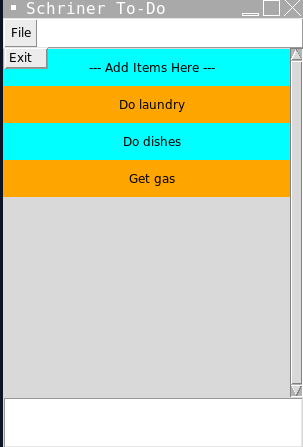 Schriner To-Do
File
Exit
--- Add Items Here ---
Do laundry
Do dishes
Get gas